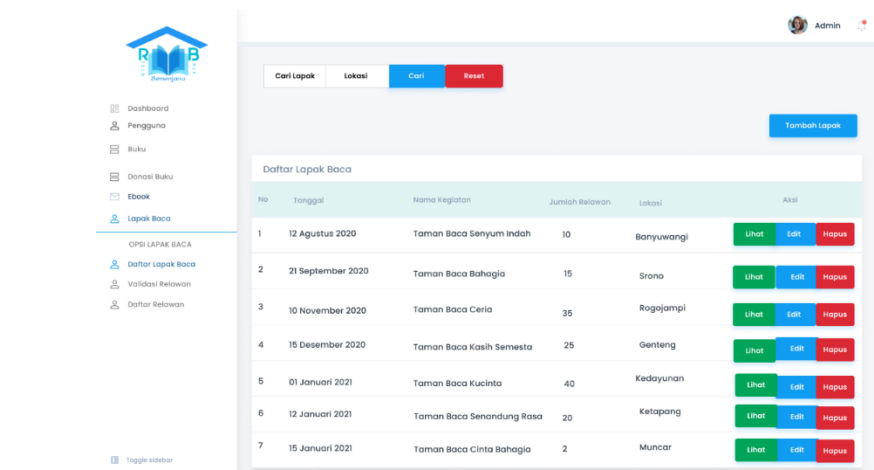 Admin
R B
Semenjana
Cari Lapak Lokasi Cari Reset
Dashboard
Pengguna
Buku
Donasi Buku
Ebook
Lapak Baca
OPSI LAPAK BACA
Daftar Lapak Baca
Validasi Relawan
Daftar Relawan
Toggle sidebar
Tambah Lapak
Daftar Lapak Baca
No Tanggal Nama Kegiatan Jumlah Relawan Lokasi Aksi
1 12 Agustus 2020 Taman Baca Senyum Indah 10 Banyuwangi Lihat Edit Hapus
2 21 September 2020 Taman Baca Bahagia 15 Srono Lihat Edit Hapus
3 10 November 2020 Taman Baca Ceria 35 Rogojampi Lihat Edit Hapus
4 15 Desember 2020 Taman Baca Kasih Semesta 25 Genteng Lihat Edit Hapus
5 01 Januari 2021 Taman Baca Kucinta 40 Kedayunan Lihat Edit Hapus
6 12 Januari 2021 Taman Baca Senandung Rasa 20 Ketapang Lihat Edit Hapus
7 15 Januari 2021 Taman Baca Cinta Bahagia 2 Muncar Lihat Edit Hapus